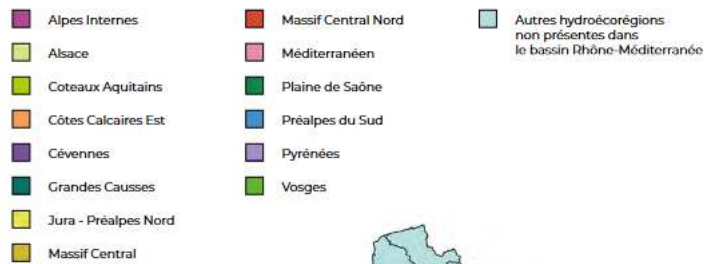 Alpes Internes
Alsace
Coteaux Aquitains
Côtes Calcaires Est
Cévennes
Grandes Causses
Jura - Préalpes Nord
Massif Central
Massif Central Nord
Méditerranéen
Plaine de Saône
Préalpes du Sud
Pyrénées
Vosges
Autres hydroécorégions
non présentes dans
le bassin Rhône-Méditerranée